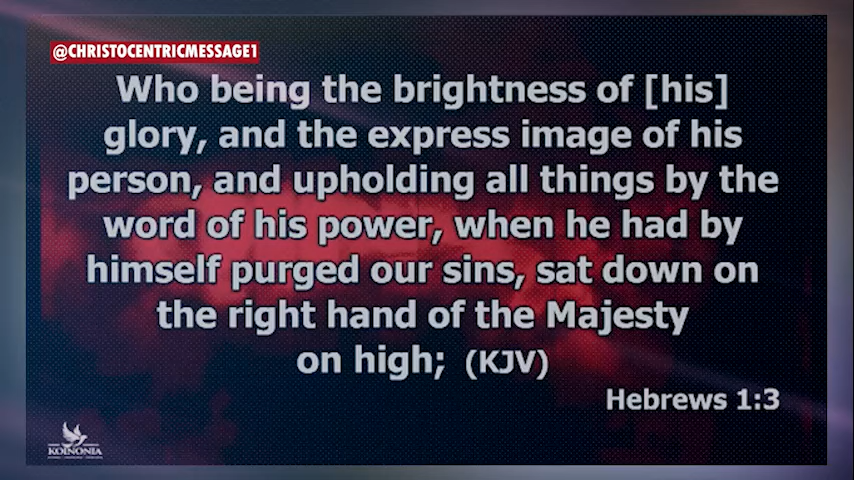 @CHRISTOCENTRICMESSAGE1
Who being the brightness of [his]
glory, and the express image of his
person, and upholding all things by the
word of his power, when he had by
himself purged our sins, sat down on
the right hand of the Majesty
on high; (KJV)
Hebrews 1:3
KOINONIA